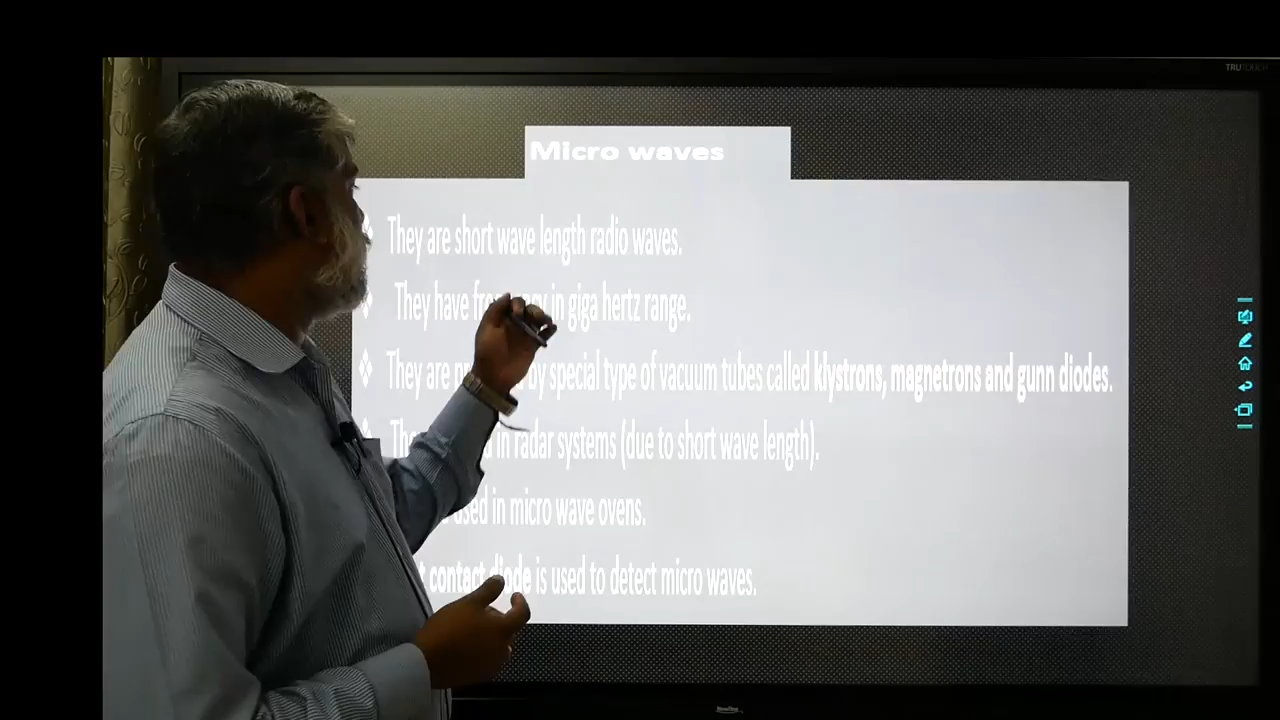 TRUTOUCH
Micro waves
They are short wave length radio waves.
They have in giga hertz range.
They are by special type of vacuum tubes called klystrons, magnetrons and gunn diodes.
in radar systems (due to short wave length).
used in micro wave ovens.
contact diode is used to detect micro waves.